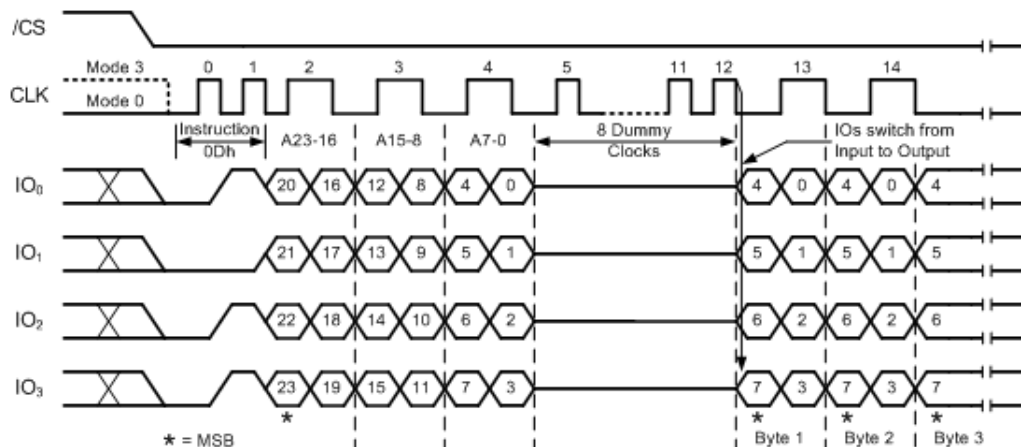 /CS
Mode 3 0 1 2 3 4 5 11 12 13 14
CLK Mode 0
Instruction A23-16 A15-8 A7-0 8 Dummy IOs switch from
0Dh Clocks Input to Output
IO0 20 16 12 8 4 0 4 0 4 0 4
IO1 21 17 13 9 5 1 5 1 5 1 5
IO2 22 18 14 10 6 2 6 2 6 2 6
IO3 23 19 15 11 7 3 7 3 7 3 7
* * * *
* = MSB Byte 1 Byte 2 Byte 3